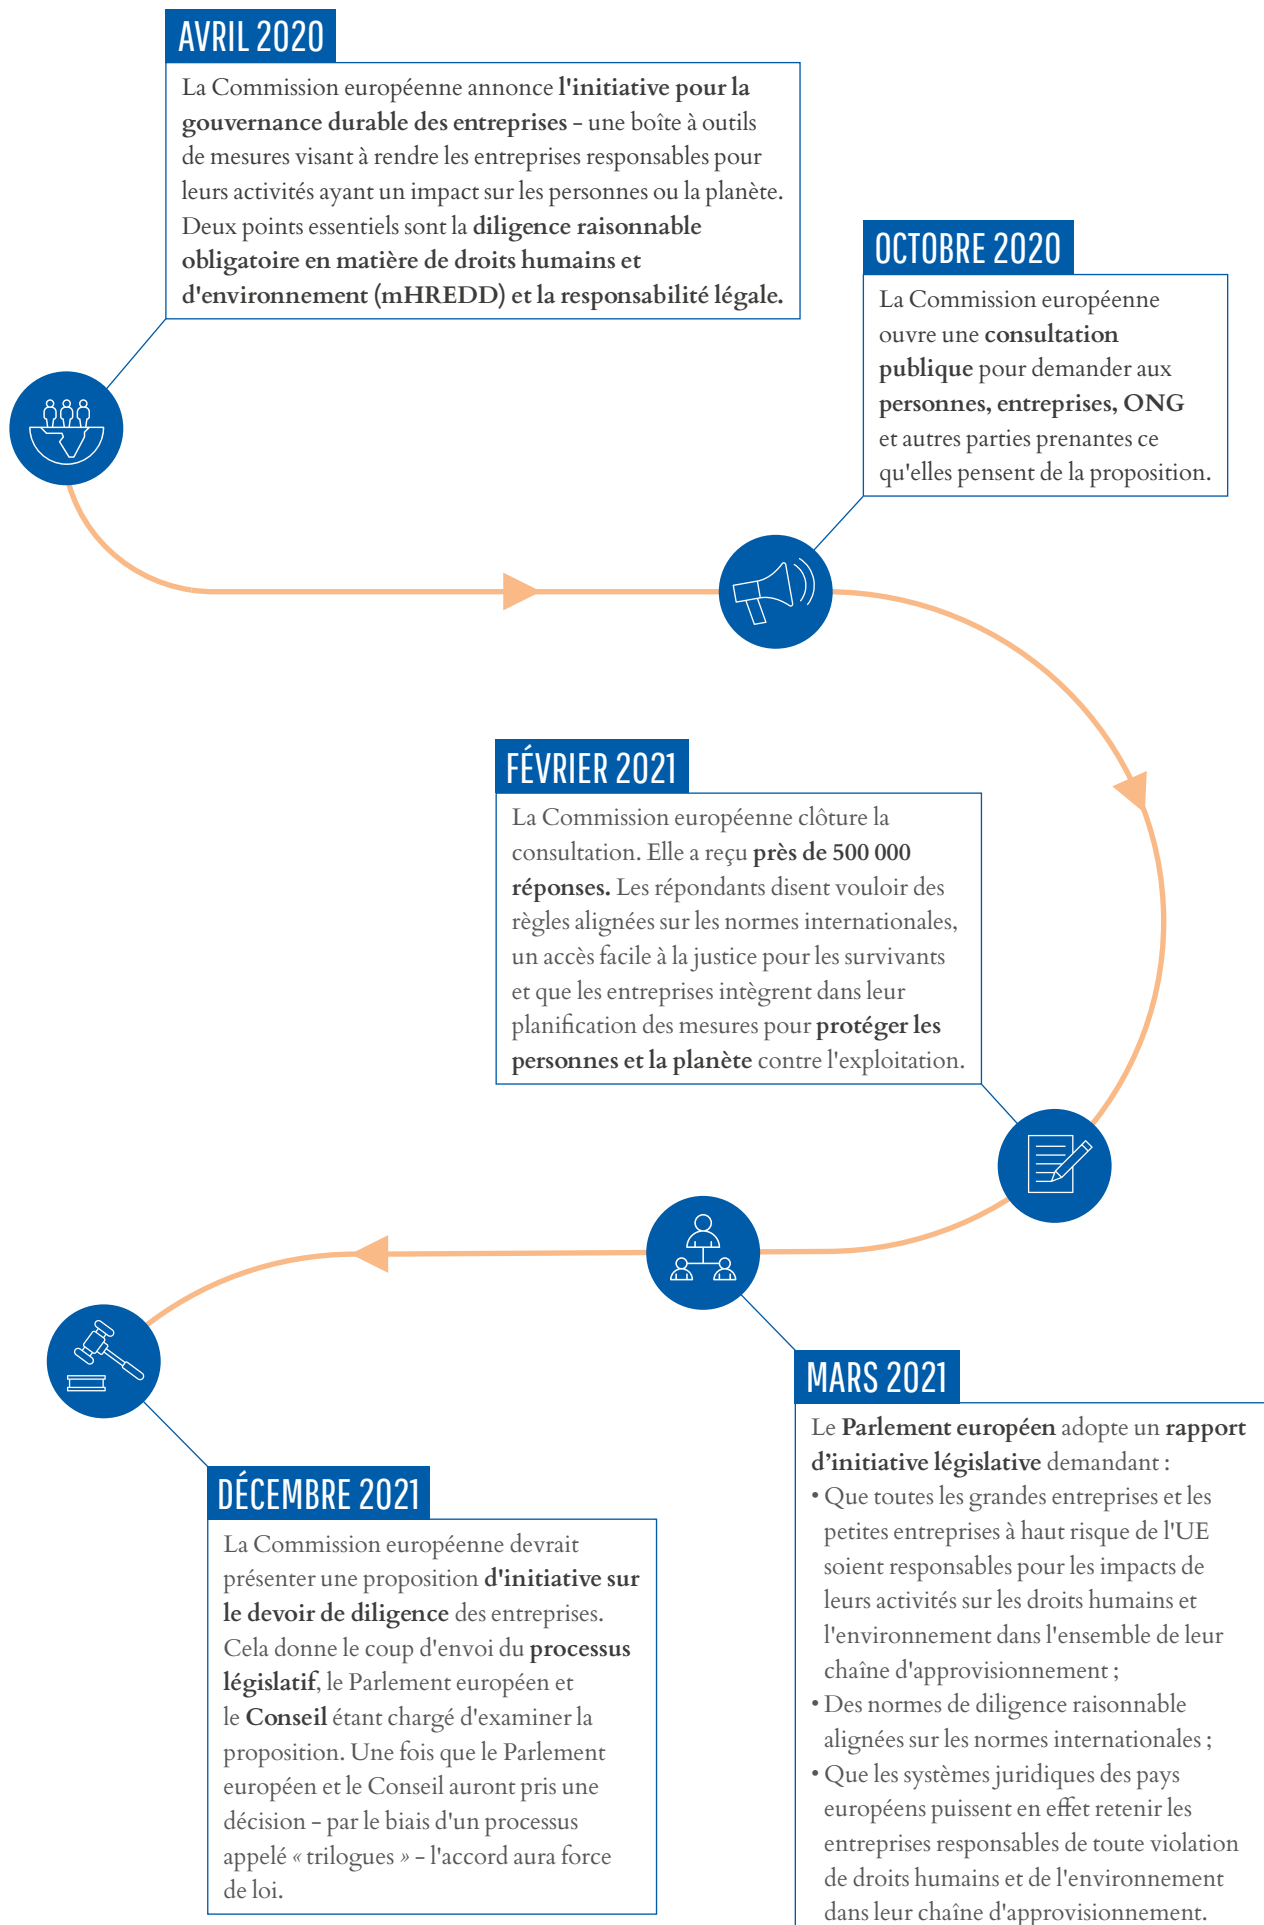 AVRIL 2020
La Commission européenne annonce l'initiative pour la
gouvernance durable des entreprises – une boîte à outils
de mesures visant à rendre les entreprises responsables pour
leurs activités ayant un impact sur les personnes ou la planète.
Deux points essentiels sont la diligence raisonnable
obligatoire en matière de droits humains et
d'environnement (mHREDD) et la responsabilité légale.
OCTOBRE 2020
La Commission européenne
ouvre une consultation
publique pour demander aux
personnes, entreprises, ONG
et autres parties prenantes ce
qu'elles pensent de la proposition.
FÉVRIER 2021
La Commission européenne clôture la
consultation. Elle a reçu près de 500 000
réponses. Les répondants disent vouloir des
règles alignées sur les normes internationales,
un accès facile à la justice pour les survivants
et que les entreprises intègrent dans leur
planification des mesures pour protéger les
personnes et la planète contre l'exploitation.
MARS 2021
Le Parlement européen adopte un rapport
d’initiative législative demandant :
• Que toutes les grandes entreprises et les
petites entreprises à haut risque de l'UE
soient responsables pour les impacts de
leurs activités sur les droits humains et
l'environnement dans l'ensemble de leur
chaîne d'approvisionnement ;
• Des normes de diligence raisonnable
alignées sur les normes internationales ;
• Que les systèmes juridiques des pays
européens puissent en effet retenir les
entreprises responsables de toute violation
de droits humains et de l'environnement
dans leur chaîne d'approvisionnement.
DÉCEMBRE 2021
La Commission européenne devrait
présenter une proposition d'initiative sur
le devoir de diligence des entreprises.
Cela donne le coup d'envoi du processus
législatif, le Parlement européen et
le Conseil étant chargé d'examiner la
proposition. Une fois que le Parlement
européen et le Conseil auront pris une
décision – par le biais d'un processus
appelé « trilogues » – l'accord aura force
de loi.